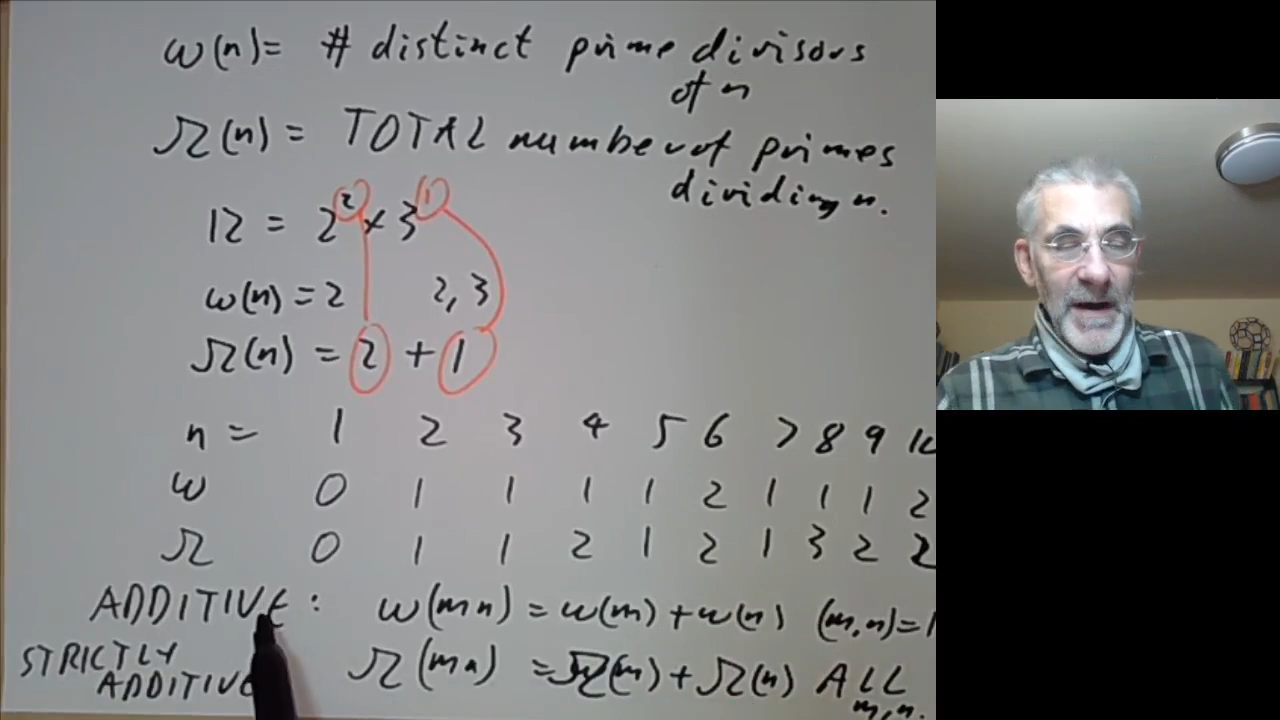 ω(n) = # distinct prime divisors
of n
Ω(n) = TOTAL number of primes
dividing n.
12 = 2² × 3¹
ω(n) = 2 2, 3
Ω(n) = 2 + 1
n = 1 2 3 4 5 6 7 8 9 10
ω 0 1 1 1 1 2 1 1 1 2
Ω 0 1 1 2 1 2 1 3 2 2
ADDITIVE : ω(mn) = ω(m) + ω(n) (m,n)=1
STRICTLY
ADDITIVE Ω(mn) = Ω(m) + Ω(n) ALL
m,n.